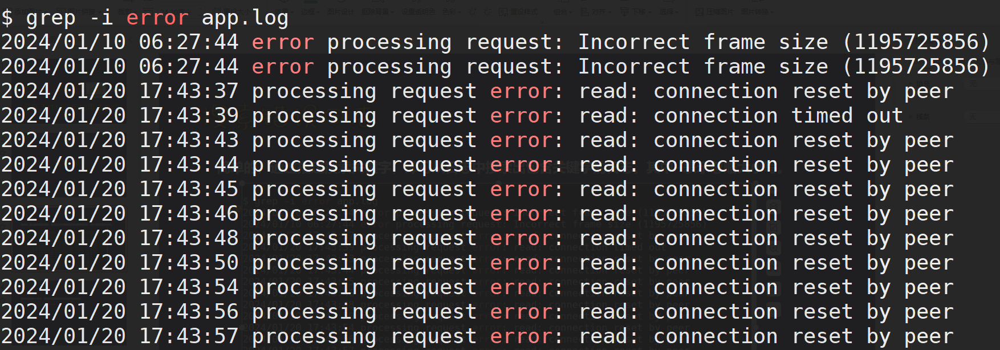 $ grep -i error app.log
2024/01/10 06:27:44 error processing request: Incorrect frame size (1195725856)
2024/01/10 06:27:44 error processing request: Incorrect frame size (1195725856)
2024/01/20 17:43:37 processing request error: read: connection reset by peer
2024/01/20 17:43:39 processing request error: read: connection timed out
2024/01/20 17:43:43 processing request error: read: connection reset by peer
2024/01/20 17:43:44 processing request error: read: connection reset by peer
2024/01/20 17:43:45 processing request error: read: connection reset by peer
2024/01/20 17:43:46 processing request error: read: connection reset by peer
2024/01/20 17:43:48 processing request error: read: connection reset by peer
2024/01/20 17:43:50 processing request error: read: connection reset by peer
2024/01/20 17:43:54 processing request error: read: connection reset by peer
2024/01/20 17:43:56 processing request error: read: connection reset by peer
2024/01/20 17:43:57 processing request error: read: connection reset by peer